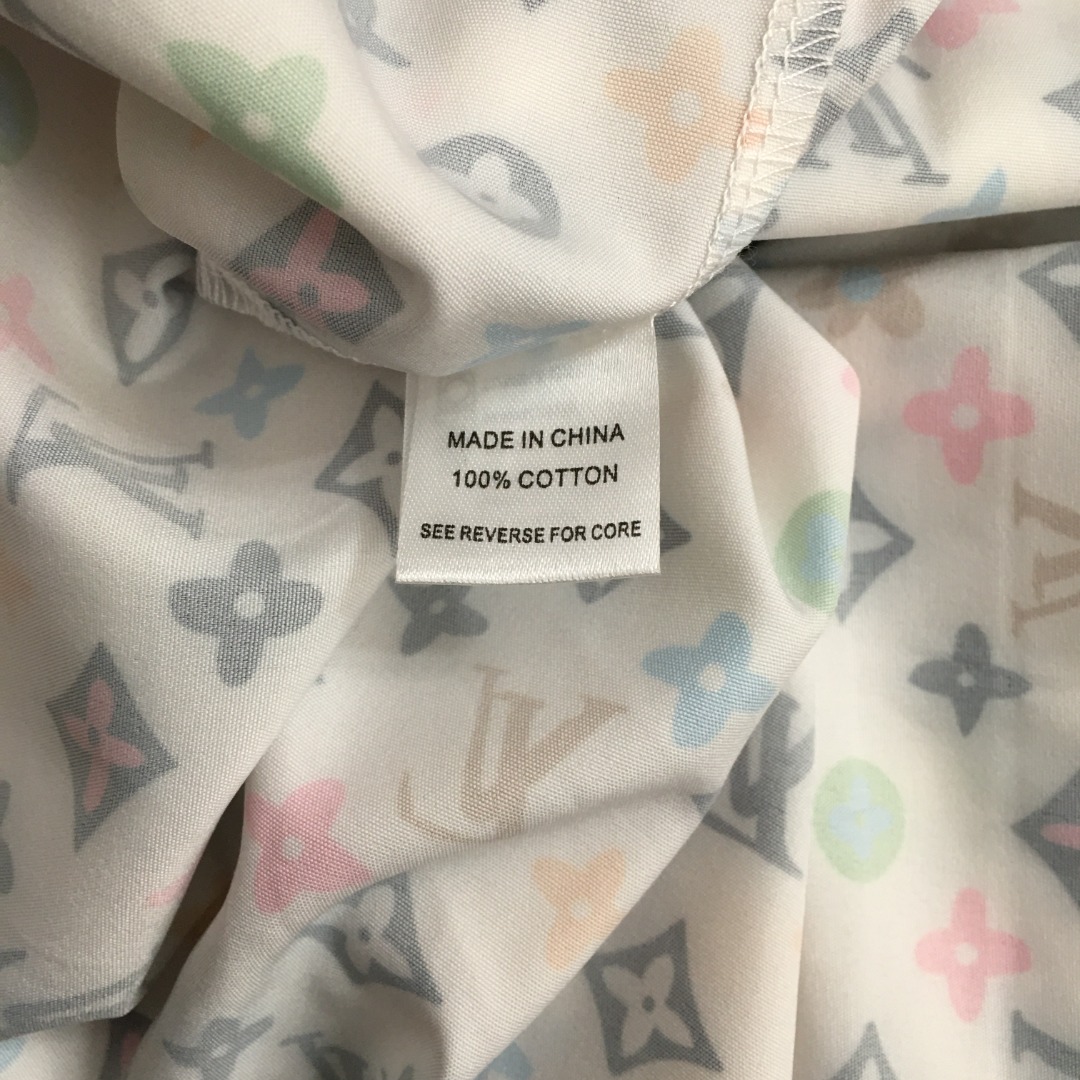 MADE IN CHINA
100% COTTON
SEE REVERSE FOR CORE